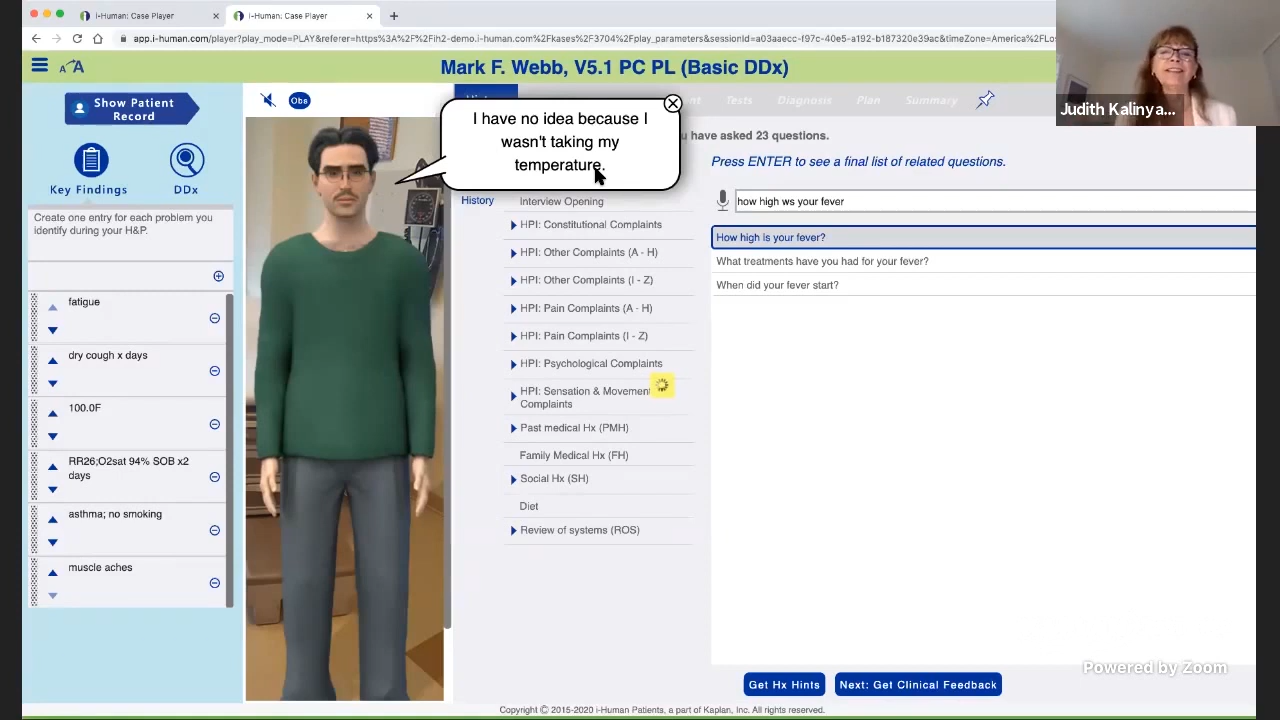 i-Human: Case Player
i-Human: Case Player
app.i-human.com/player?play_mode=PLAY&referer=https%3A%2F%2Fih2-demo.i-human.com%2Fkases%2F3704%2Fplay_parameters&sessionId=a03aaecc-f97c-40e5-a192-b187320e39ac&timeZone=America%2FLos
AA
Mark F. Webb, V5.1 PC PL (Basic DDx)
Judith Kalinya...
Show Patient
Record
Obs
Tests
Diagnosis
Plan
Summary
Key Findings
DDx
I have no idea because I
wasn't taking my
temperature.
have asked 23 questions.
Press ENTER to see a final list of related questions.
Create one entry for each problem you
identify during your H&P.
fatigue
dry cough x days
100.0F
RR26;O2sat 94% SOB x2
days
asthma; no smoking
muscle aches
History
Interview Opening
HPI: Constitutional Complaints
HPI: Other Complaints (A - H)
HPI: Other Complaints (I - Z)
HPI: Pain Complaints (A - H)
HPI: Pain Complaints (I - Z)
HPI: Psychological Complaints
HPI: Sensation & Movement
Complaints
Past medical Hx (PMH)
Family Medical Hx (FH)
Social Hx (SH)
Diet
Review of systems (ROS)
how high ws your fever
How high is your fever?
What treatments have you had for your fever?
When did your fever start?
Powered by Zoom
Get Hx Hints
Next: Get Clinical Feedback
Copyright © 2015-2020 i-Human Patients, a part of Kaplan, Inc. All rights reserved.